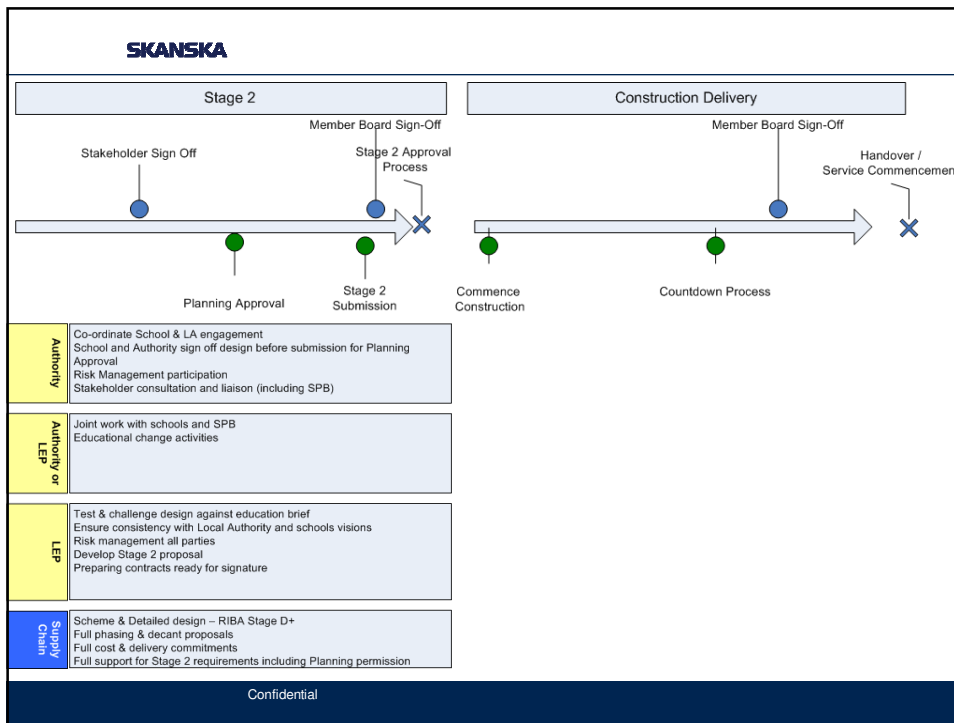 SKANSKA
Stage 2
Construction Delivery
Member Board Sign-Off
Member Board Sign-Off
Stakeholder Sign Off
Stage 2 Approval
Process
Handover /
Service Commencemen
Planning Approval
Stage 2
Submission
Commence
Construction
Countdown Process
Authority
Co-ordinate School & LA engagement
School and Authority sign off design before submission for Planning
Approval
Risk Management participation
Stakeholder consultation and liaison (including SPB)
Authority or
LEP
Joint work with schools and SPB
Educational change activities
LEP
Test & challenge design against education brief
Ensure consistency with Local Authority and schools visions
Risk management all parties
Develop Stage 2 proposal
Preparing contracts ready for signature
Supply
Chain
Scheme & Detailed design – RIBA Stage D+
Full phasing & decant proposals
Full cost & delivery commitments
Full support for Stage 2 requirements including Planning permission
Confidential